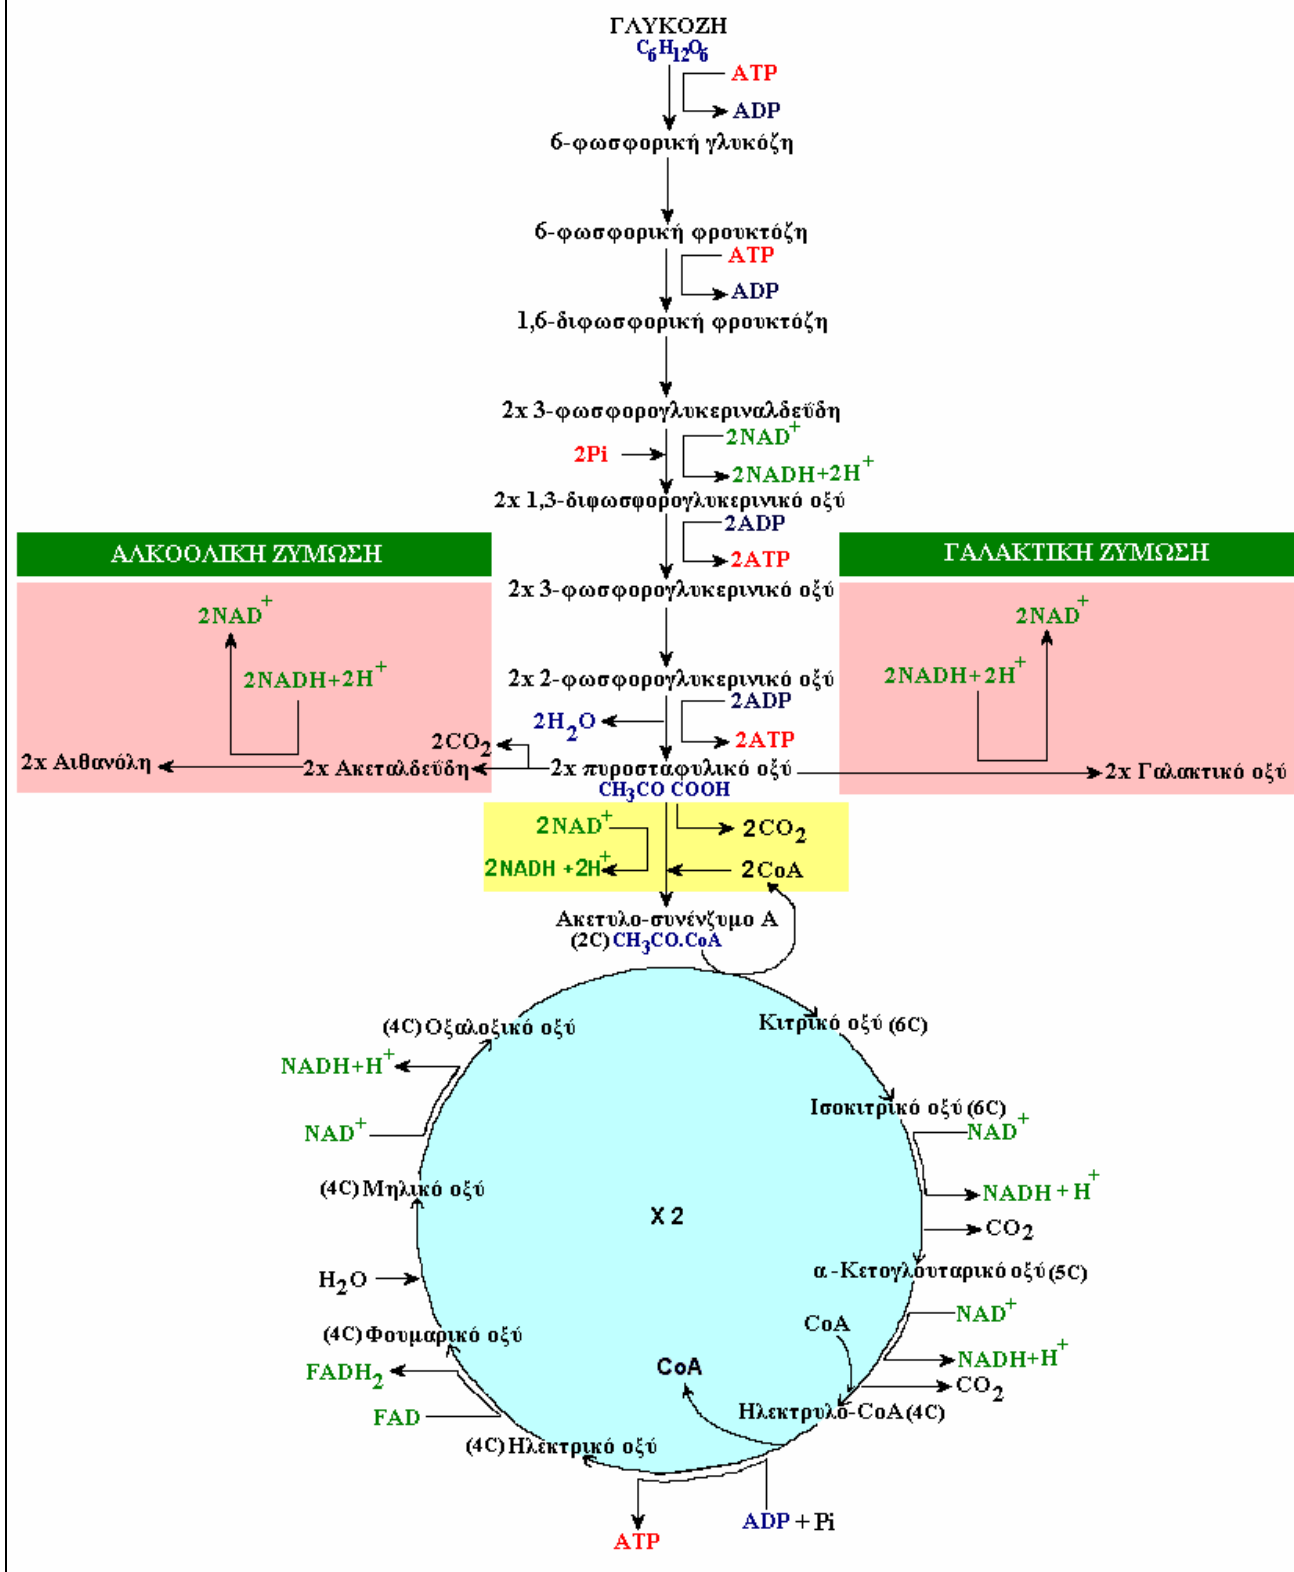 ΓΛΥΚΟΖΗ
C6H12O6
ATP
ADP
6-φωσφορική γλυκόζη
6-φωσφορική φρουκτόζη
ATP
ADP
1,6-διφωσφορική φρουκτόζη
2x 3-φωσφορογλυκεριναλδεΰδη
2NAD+
2Pi
2NADH+2H+
2x 1,3-διφωσφορογλυκερινικό οξύ
2ADP
2ATP
2x 3-φωσφορογλυκερινικό οξύ
2x 2-φωσφορογλυκερινικό οξύ
2ADP
2H2O
2ATP
ΑΛΚΟΟΛΙΚΗ ΖΥΜΩΣΗ
2NAD+
2NADH+2H+
2CO2
2x Αιθανόλη
2x Ακεταλδεΰδη
2x πυροσταφυλικό οξύ
CH3CO COOH
ΓΑΛΑΚΤΙΚΗ ΖΥΜΩΣΗ
2NAD+
2NADH+2H+
2x Γαλακτικό οξύ
2NAD+
2CO2
2NADH +2H+
2CoA
Ακετυλο-συνένζυμο Α
(2C) CH3CO.CoA
(4C) Οξαλοξικό οξύ
Κιτρικό οξύ (6C)
NADH+H+
Ισοκιτρικό οξύ (6C)
NAD+
NAD+
(4C) Μηλικό οξύ
NADH + H+
X 2
CO2
H2O
α-Κετογλουταρικό οξύ (5C)
NAD+
(4C) Φουμαρικό οξύ
CoA
NADH+H+
FADH2
CoA
CO2
FAD
Ηλεκτρυλό-CoA (4C)
(4C) Ηλεκτρικό οξύ
ADP + Pi
ATP